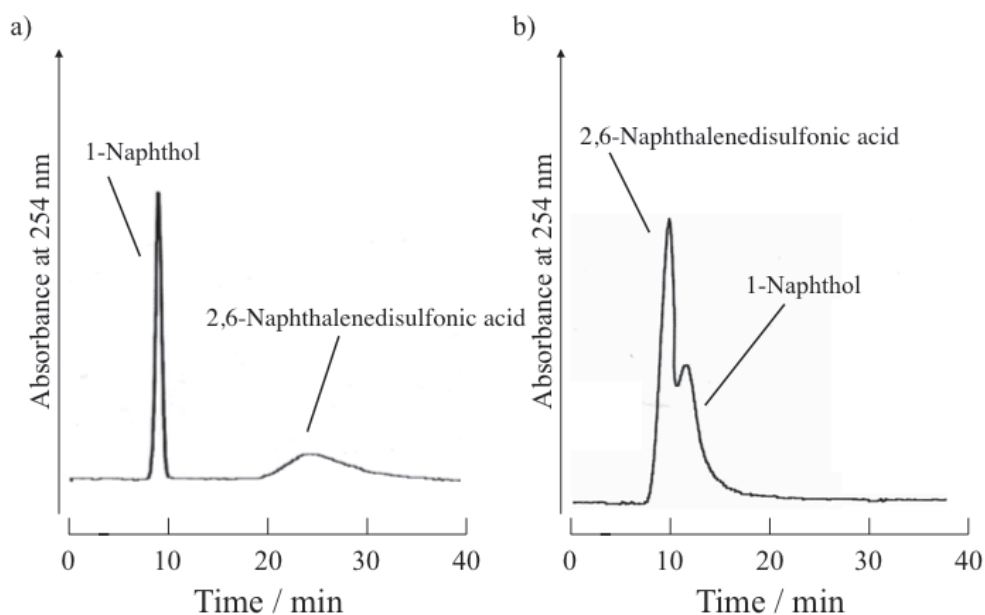 a)
Absorbance at 254 nm
1-Naphthol
2,6-Naphthalenedisulfonic acid
0 10 20 30 40
Time / min
b)
Absorbance at 254 nm
2,6-Naphthalenedisulfonic acid
1-Naphthol
0 10 20 30 40
Time / min